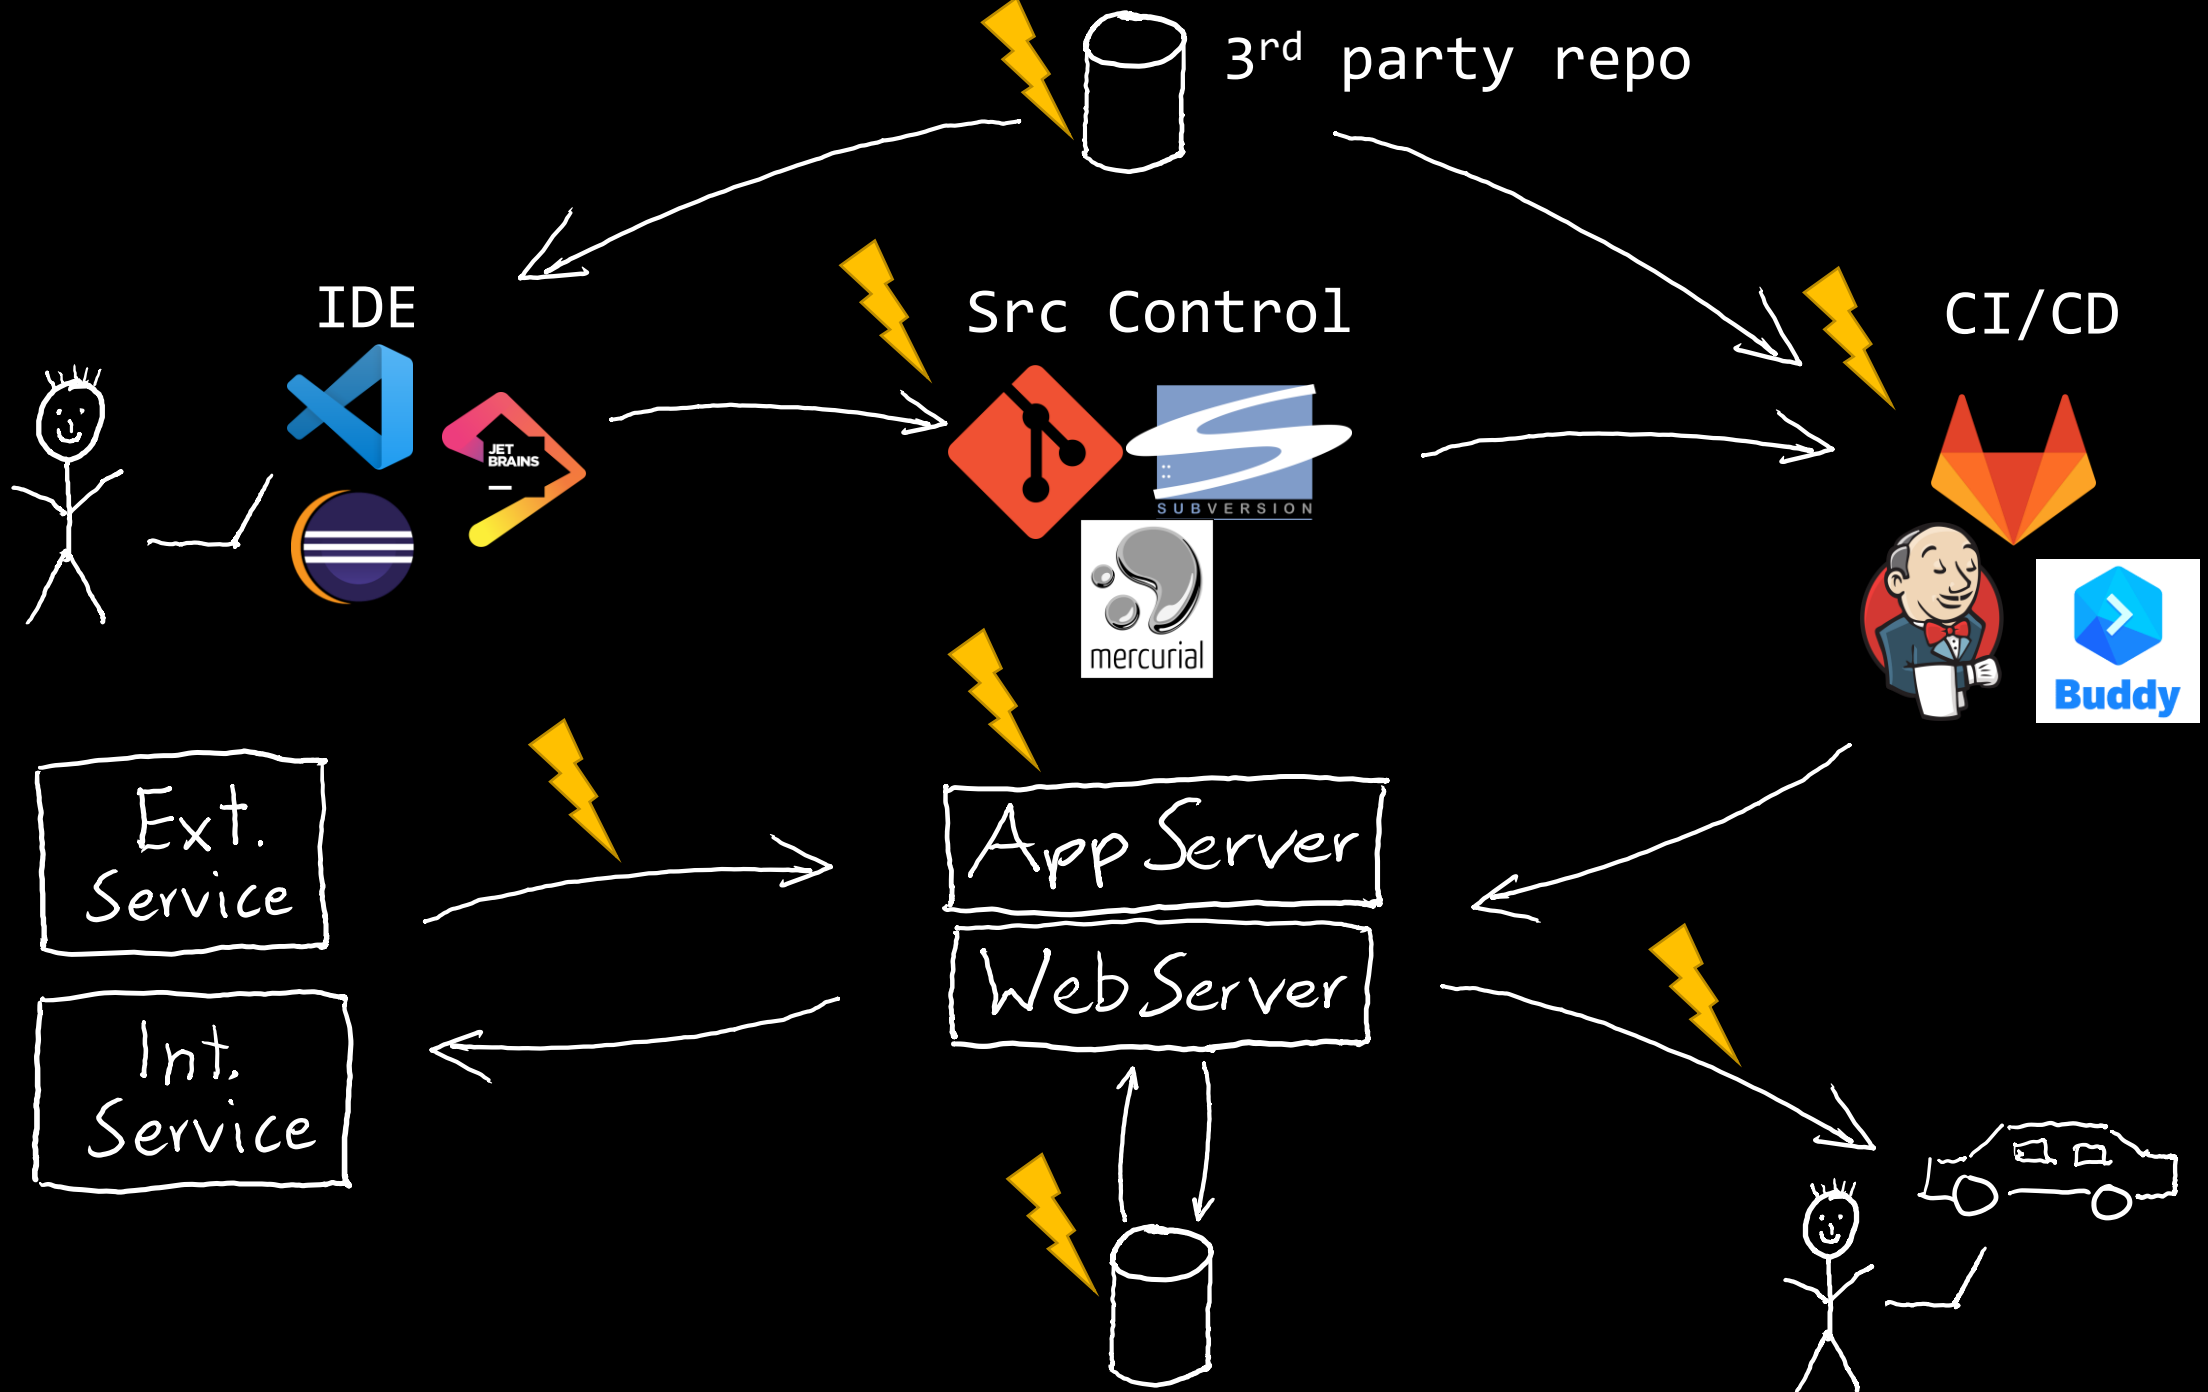 3rd party repo
IDE
Src Control
CI/CD
JET
BRAINS
SUBVERSION
mercurial
Buddy
Ext.
Service
App Server
Web Server
Int.
Service